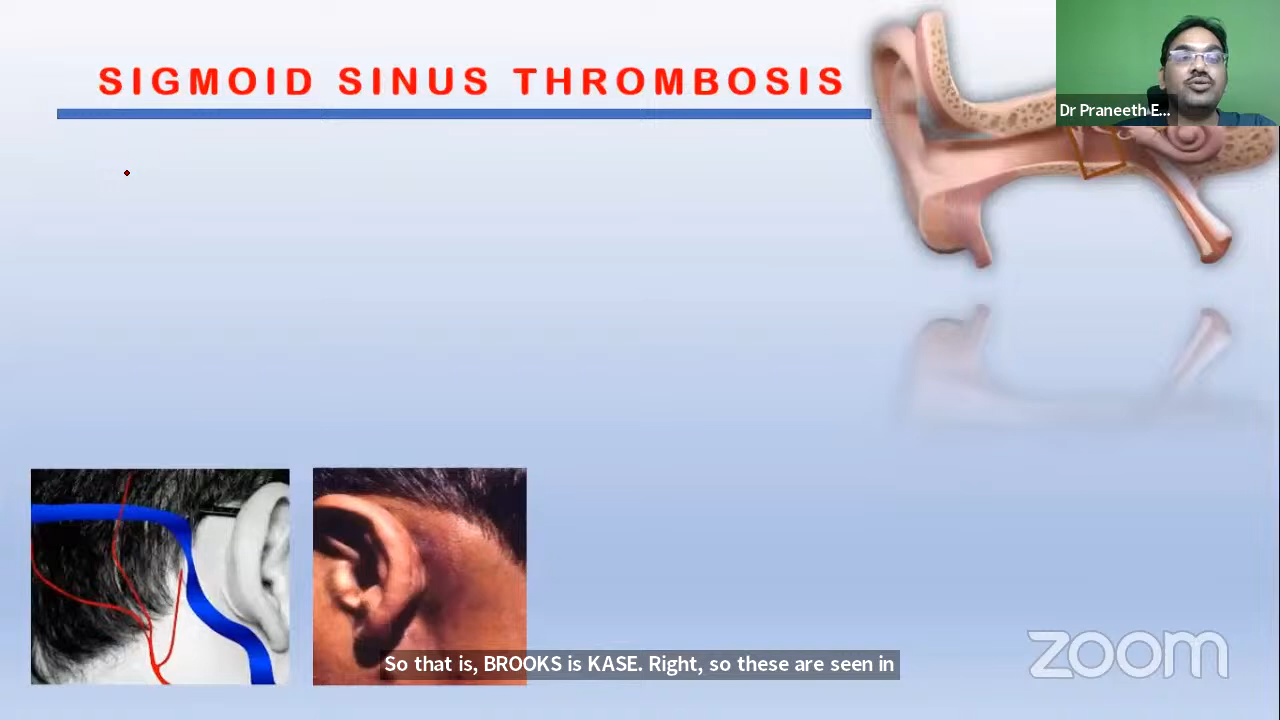 SIGMOID SINUS THROMBOSIS
Dr Praneeth E...
So that is, BROOKS is KASE. Right, so these are seen in
zoom